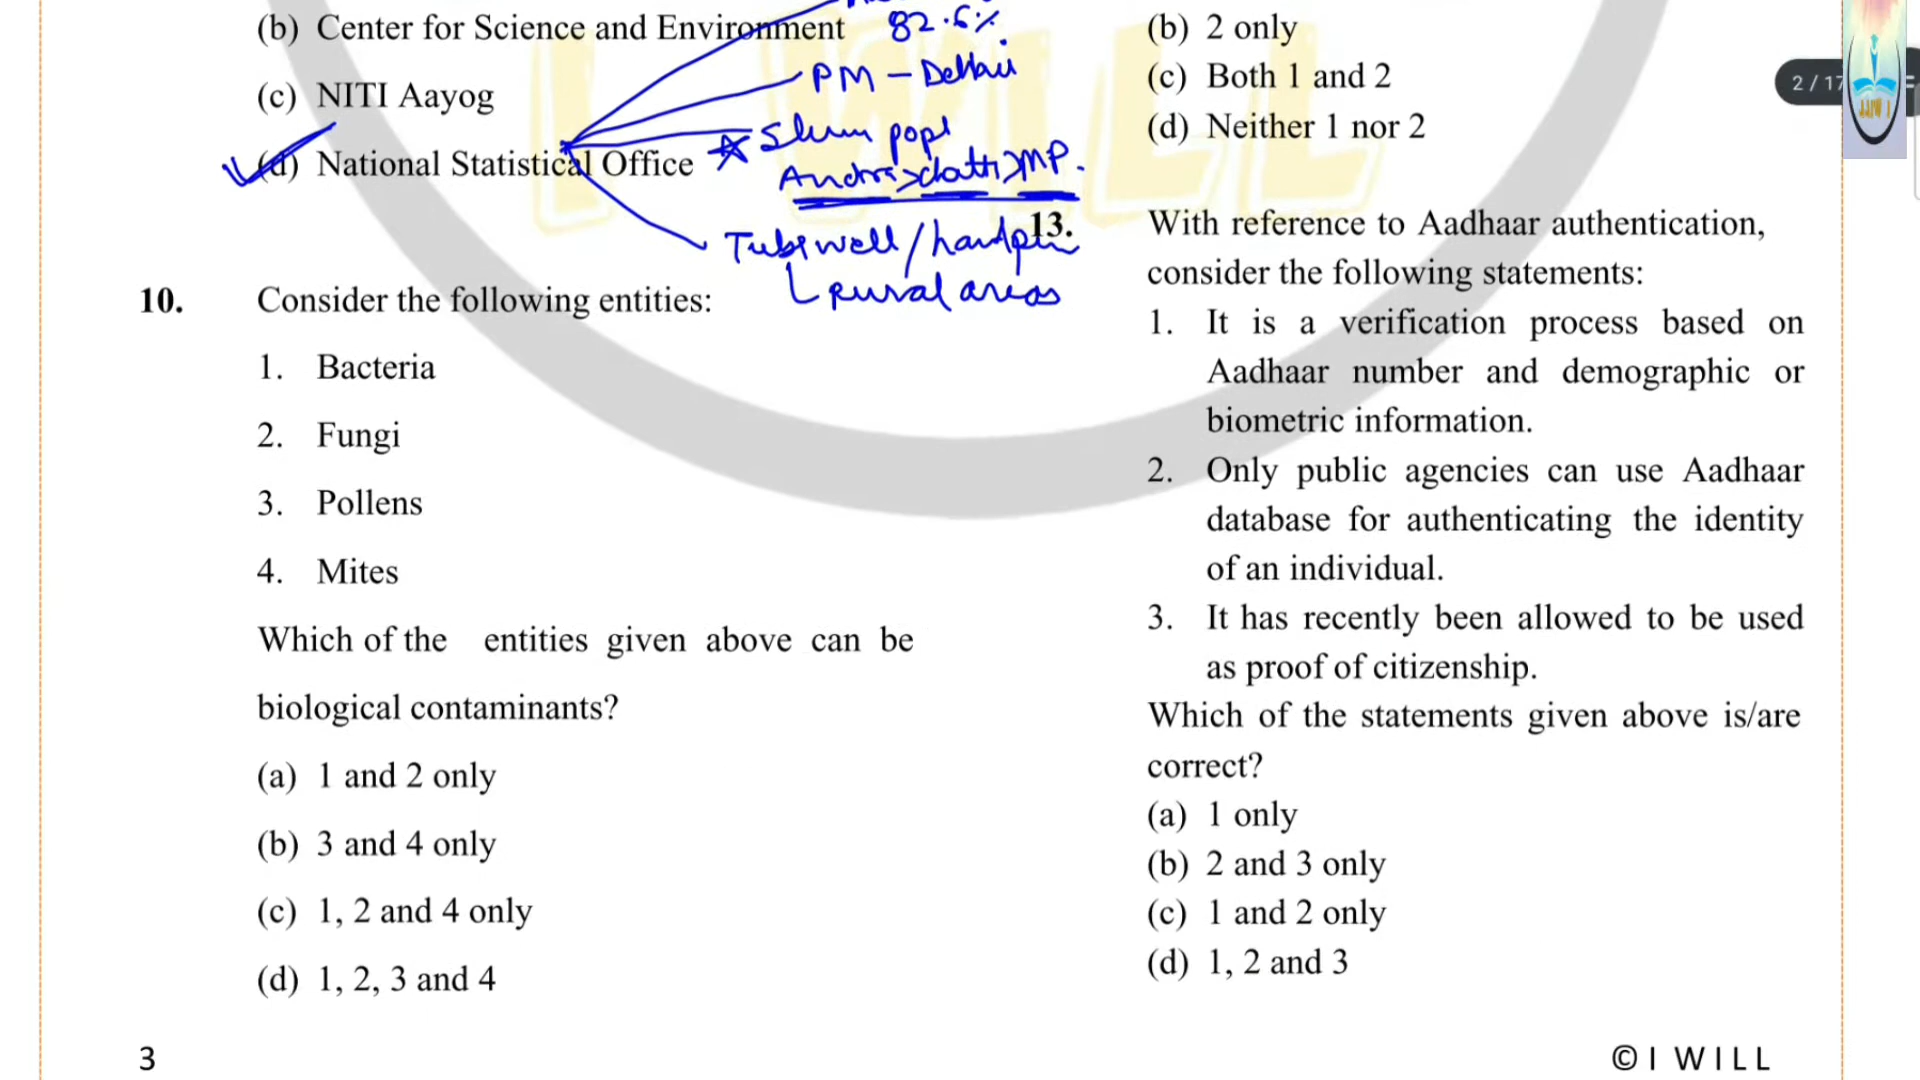 (b) Center for Science and Environment
82.6%
(c) NITI Aayog
PM -
(d) National Statistical Office
Slum popl
> MP.
Tubewell /
rural areas
10. Consider the following entities:
1. Bacteria
2. Fungi
3. Pollens
4. Mites
Which of the entities given above can be
biological contaminants?
(a) 1 and 2 only
(b) 3 and 4 only
(c) 1, 2 and 4 only
(d) 1, 2, 3 and 4
3
(b) 2 only
(c) Both 1 and 2
(d) Neither 1 nor 2
13. With reference to Aadhaar authentication,
consider the following statements:
1. It is a verification process based on
Aadhaar number and demographic or
biometric information.
2. Only public agencies can use Aadhaar
database for authenticating the identity
of an individual.
3. It has recently been allowed to be used
as proof of citizenship.
Which of the statements given above is/are
correct?
(a) 1 only
(b) 2 and 3 only
(c) 1 and 2 only
(d) 1, 2 and 3
© I WILL
2 / 17
I WILL